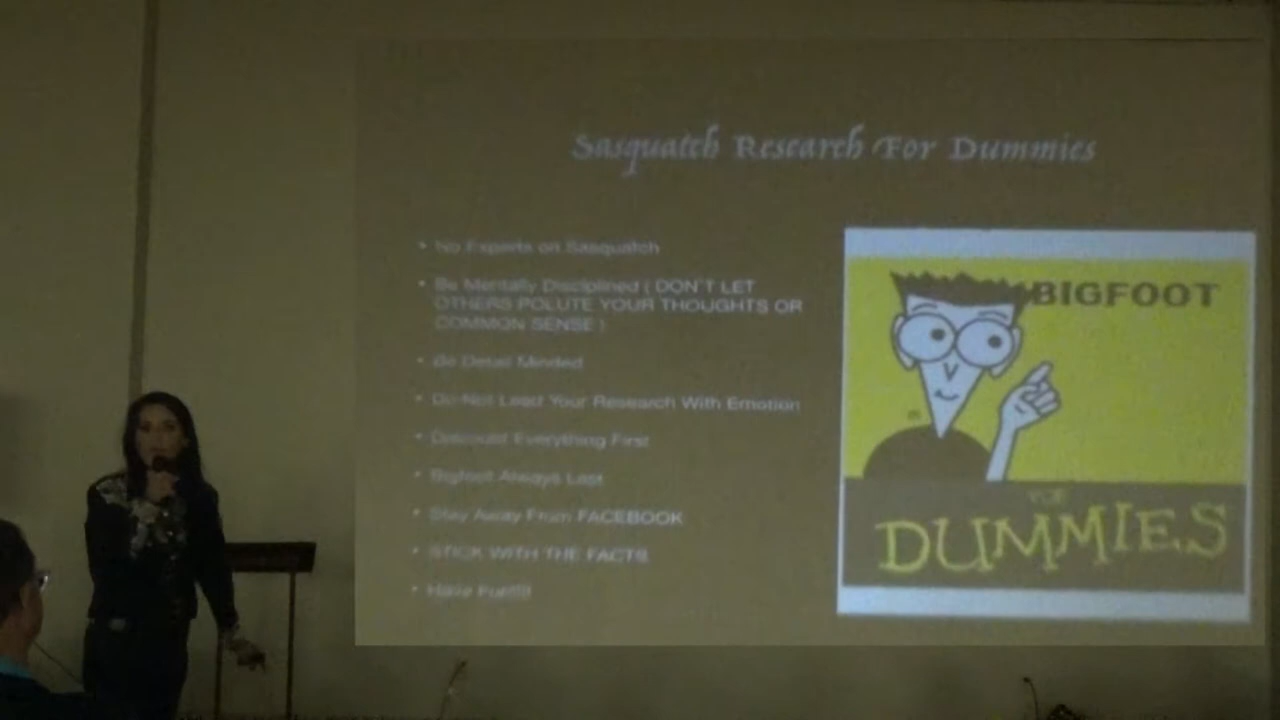 Sasquatch Research For Dummies
• No Experts on Sasquatch
• Be Mentally Disciplined ( DON'T LET
OTHERS POLUTE YOUR THOUGHTS OR
COMMON SENSE )
• Be Detail Minded
• Do Not Lead Your Research With Emotion
• Discount Everything First
• Bigfoot Always Last
• Stay Away From FACEBOOK
• STICK WITH THE FACTS
• Have Fun!!!!
BIGFOOT
FOR
DUMMIES